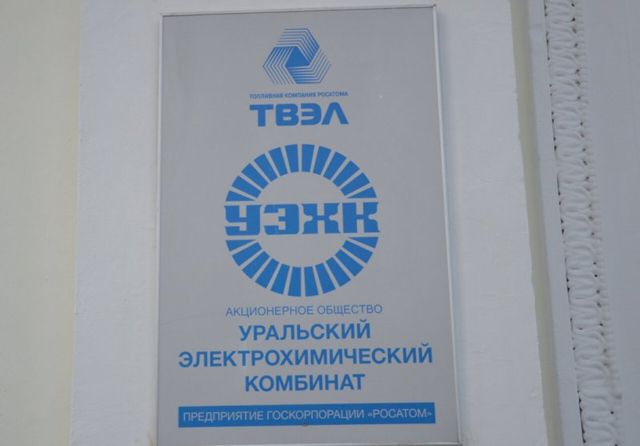 ТОПЛИВНАЯ КОМПАНИЯ РОСАТОМА
ТВЭЛ
УЭХК
АКЦИОНЕРНОЕ ОБЩЕСТВО
УРАЛЬСКИЙ
ЭЛЕКТРОХИМИЧЕСКИЙ
КОМБИНАТ
ПРЕДПРИЯТИЕ ГОСКОРПОРАЦИИ «РОСАТОМ»